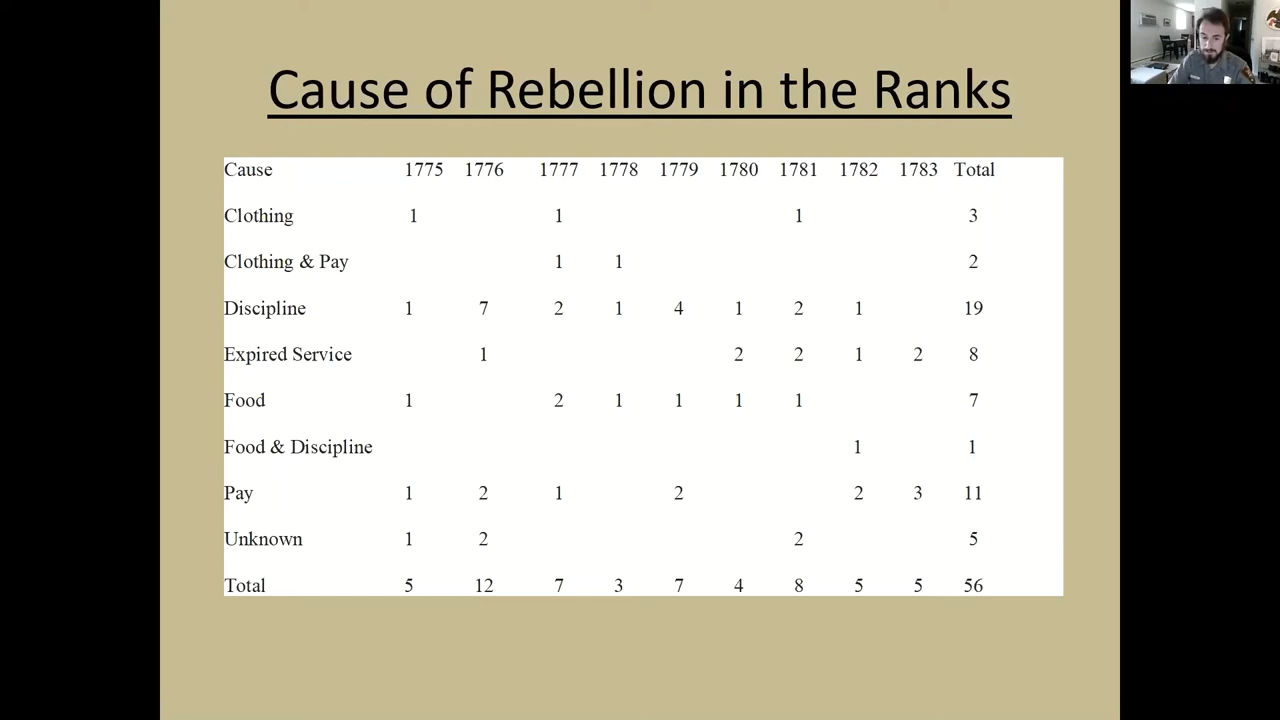 Cause of Rebellion in the Ranks
Cause 1775 1776 1777 1778 1779 1780 1781 1782 1783 Total
Clothing 1 1 1 3
Clothing & Pay 1 1 2
Discipline 1 7 2 1 4 1 2 1 19
Expired Service 1 2 2 1 2 8
Food 1 2 1 1 1 1 7
Food & Discipline 1 1
Pay 1 2 1 2 2 3 11
Unknown 1 2 2 5
Total 5 12 7 3 7 4 8 5 5 56